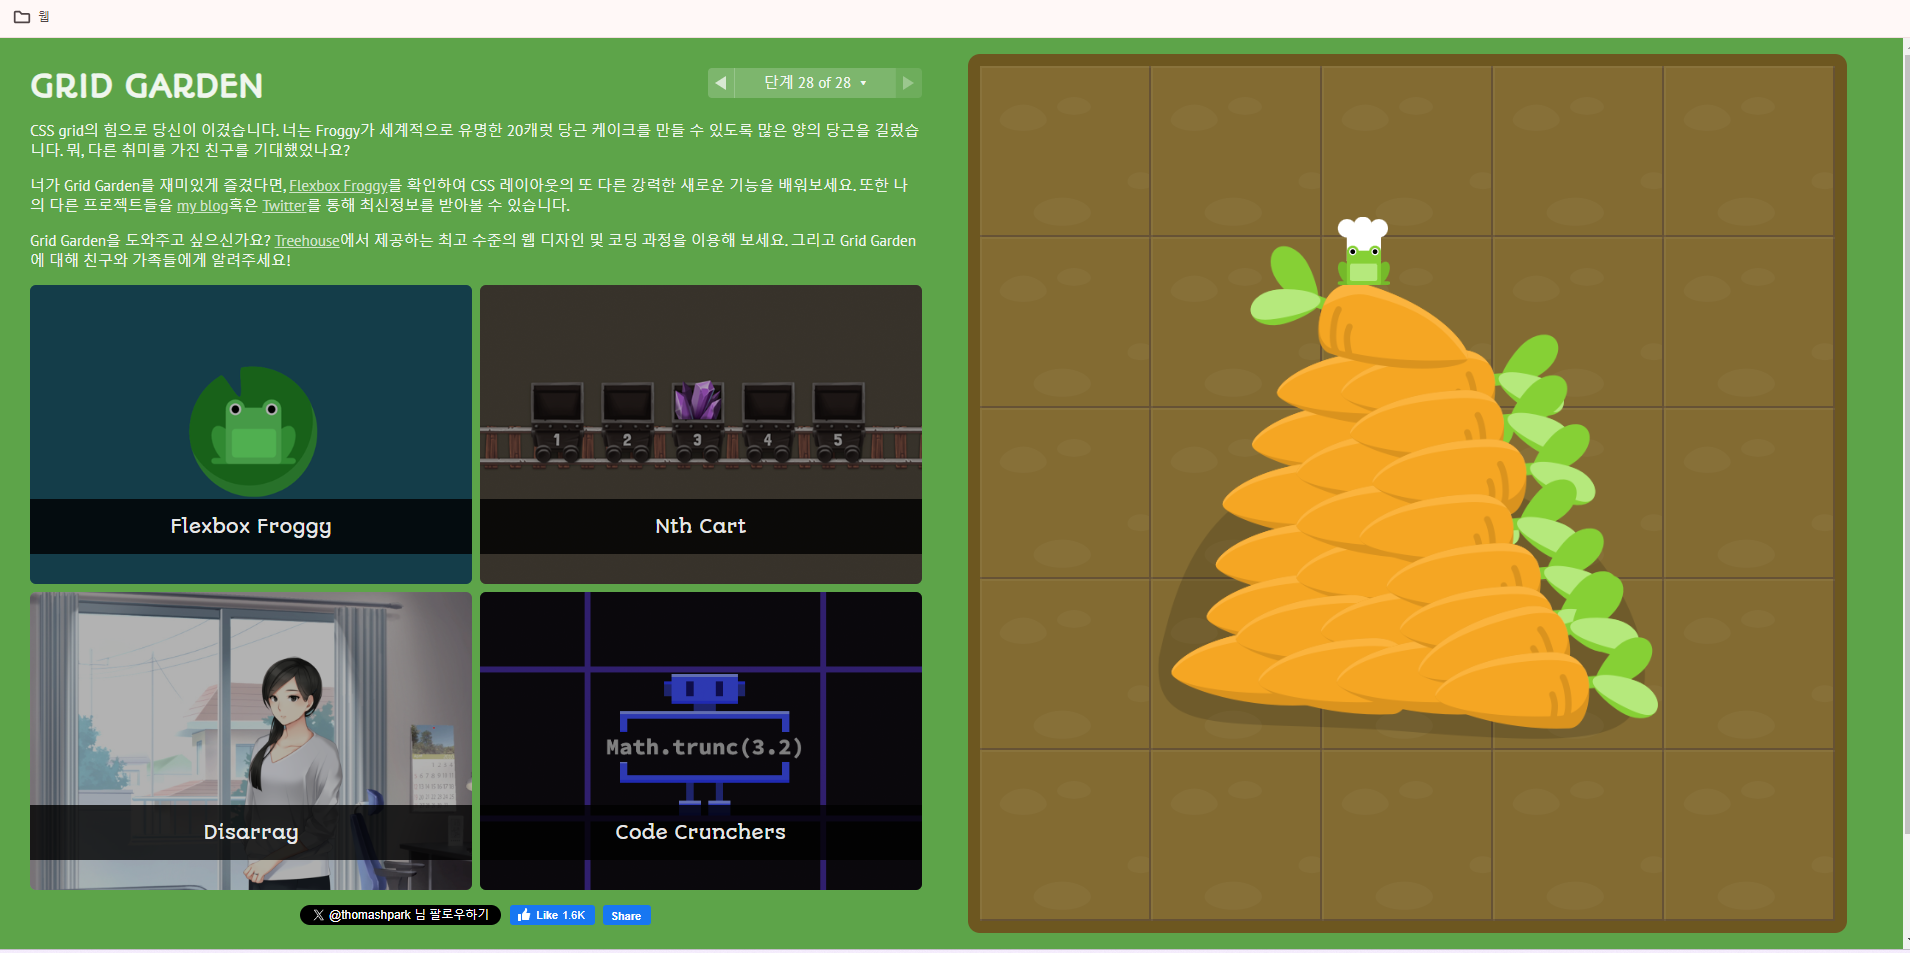 웹
GRID GARDEN
단계 28 of 28
CSS grid의 힘으로 당신이 이겼습니다. 너는 Froggy가 세계적으로 유명한 20캐럿 당근 케이크를 만들 수 있도록 많은 양의 당근을 길렀습
니다. 뭐, 다른 취미를 가진 친구를 기대했었나요?
너가 Grid Garden를 재미있게 즐겼다면, Flexbox Froggy를 확인하여 CSS 레이아웃의 또 다른 강력한 새로운 기능을 배워보세요. 또한 나
의 다른 프로젝트들을 my blog혹은 Twitter를 통해 최신정보를 받아볼 수 있습니다.
Grid Garden을 도와주고 싶으신가요? Treehouse에서 제공하는 최고 수준의 웹 디자인 및 코딩 과정을 이용해 보세요. 그리고 Grid Garden
에 대해 친구와 가족들에게 알려주세요!
Flexbox Froggy
1 2 3 4 5
Nth Cart
Disarray
Math.trunc(3.2)
Code Crunchers
X @thomashpark 님 팔로우하기
Like 1.6K
Share